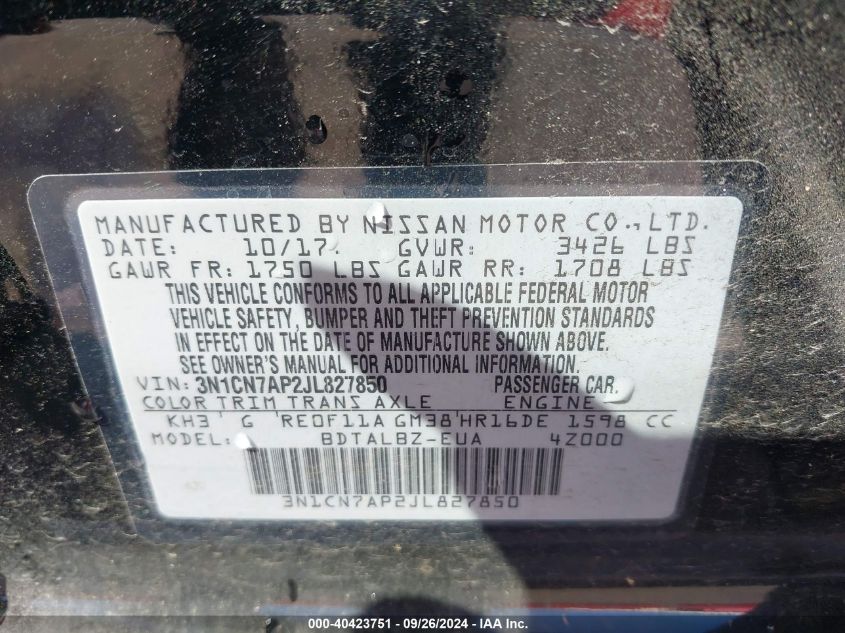 MANUFACTURED BY NISSAN MOTOR CO., LTD.
DATE: 10/17. GVWR: 3426 LBS
GAWR FR: 1750 LBS GAWR RR: 1708 LBS
THIS VEHICLE CONFORMS TO ALL APPLICABLE FEDERAL MOTOR
VEHICLE SAFETY, BUMPER AND THEFT PREVENTION STANDARDS
IN EFFECT ON THE DATE OF MANUFACTURE SHOWN ABOVE.
SEE OWNER'S MANUAL FOR ADDITIONAL INFORMATION.
VIN: 3N1CN7AP2JL827850 PASSENGER CAR.
COLOR TRIM TRANS AXLE ENGINE
KH3 G RE0F11A GM38 HR16DE 1598 CC
MODEL: BDTALBZ-EUA 4Z000
3N1CN7AP2JL827850
000-40423751 - 09/26/2024 - IAA Inc.